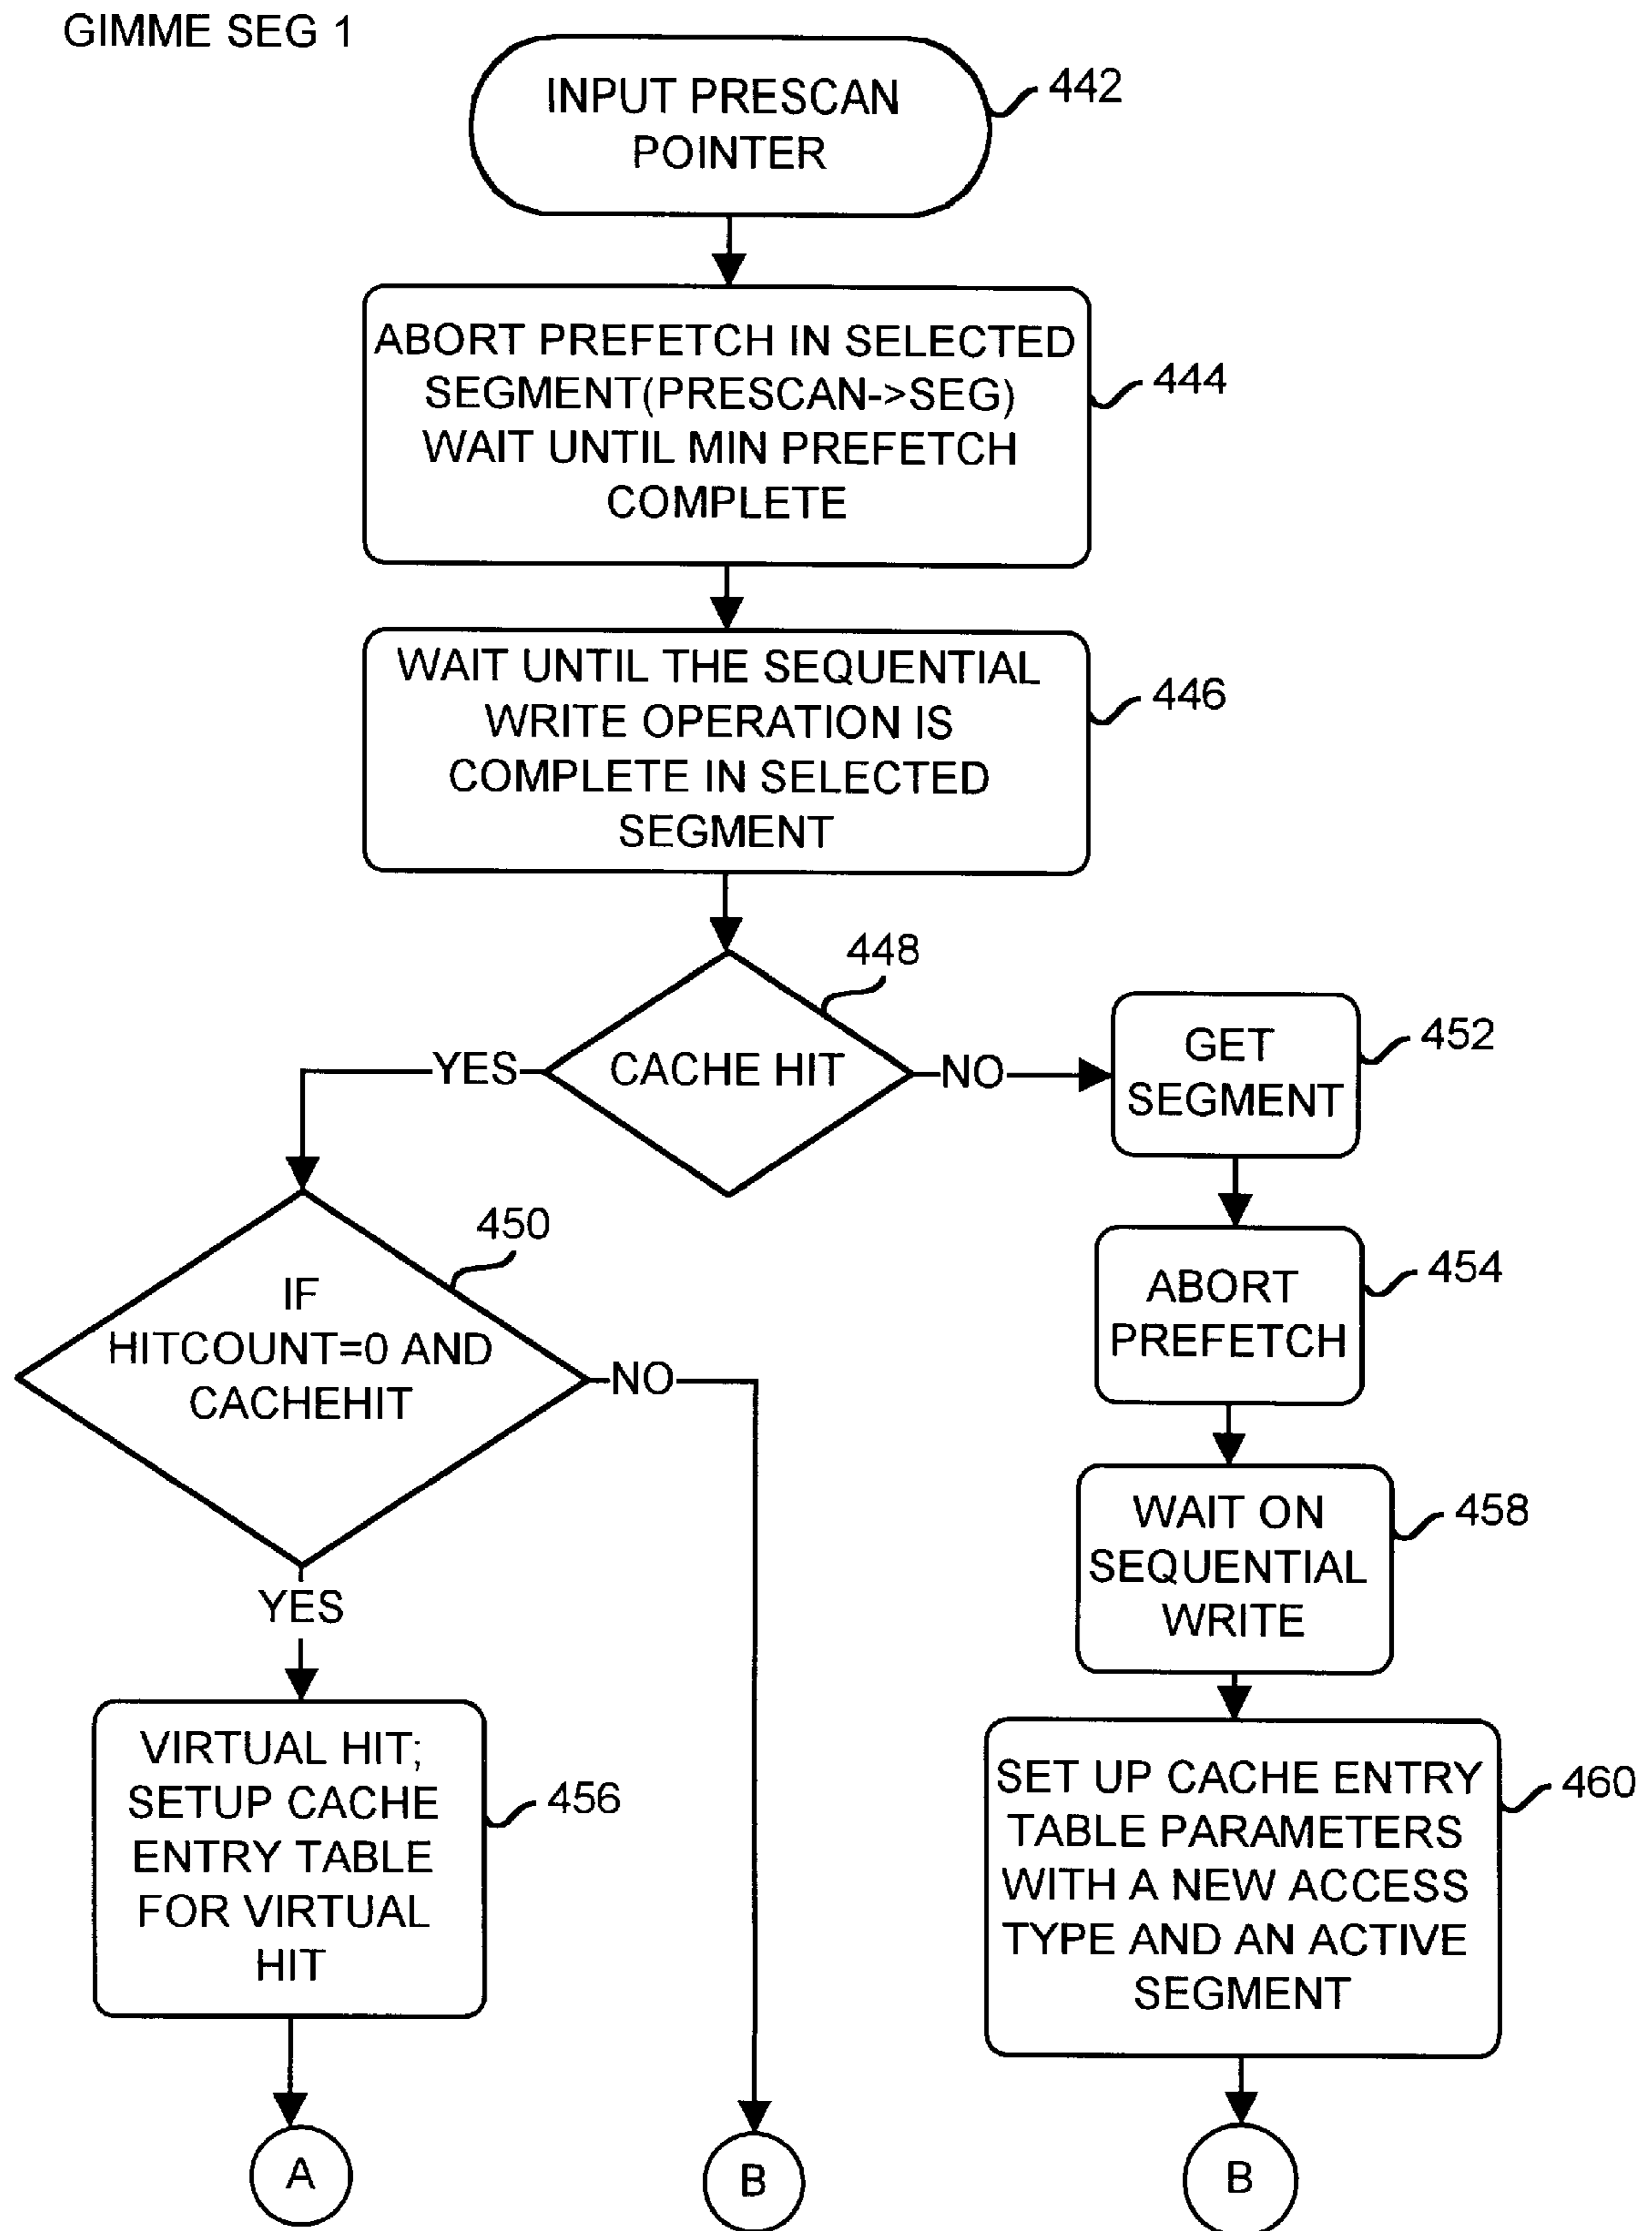 GIMME SEG 1
INPUT PRESCAN
POINTER
442
ABORT PREFETCH IN SELECTED
SEGMENT(PRESCAN->SEG)
WAIT UNTIL MIN PREFETCH
COMPLETE
444
WAIT UNTIL THE SEQUENTIAL
WRITE OPERATION IS
COMPLETE IN SELECTED
SEGMENT
446
448
CACHE HIT
YES
NO
GET
SEGMENT
452
450
IF
HITCOUNT=0 AND
CACHEHIT
NO
YES
ABORT
PREFETCH
454
WAIT ON
SEQUENTIAL
WRITE
458
VIRTUAL HIT;
SETUP CACHE
ENTRY TABLE
FOR VIRTUAL
HIT
456
SET UP CACHE ENTRY
TABLE PARAMETERS
WITH A NEW ACCESS
TYPE AND AN ACTIVE
SEGMENT
460
A
B
B